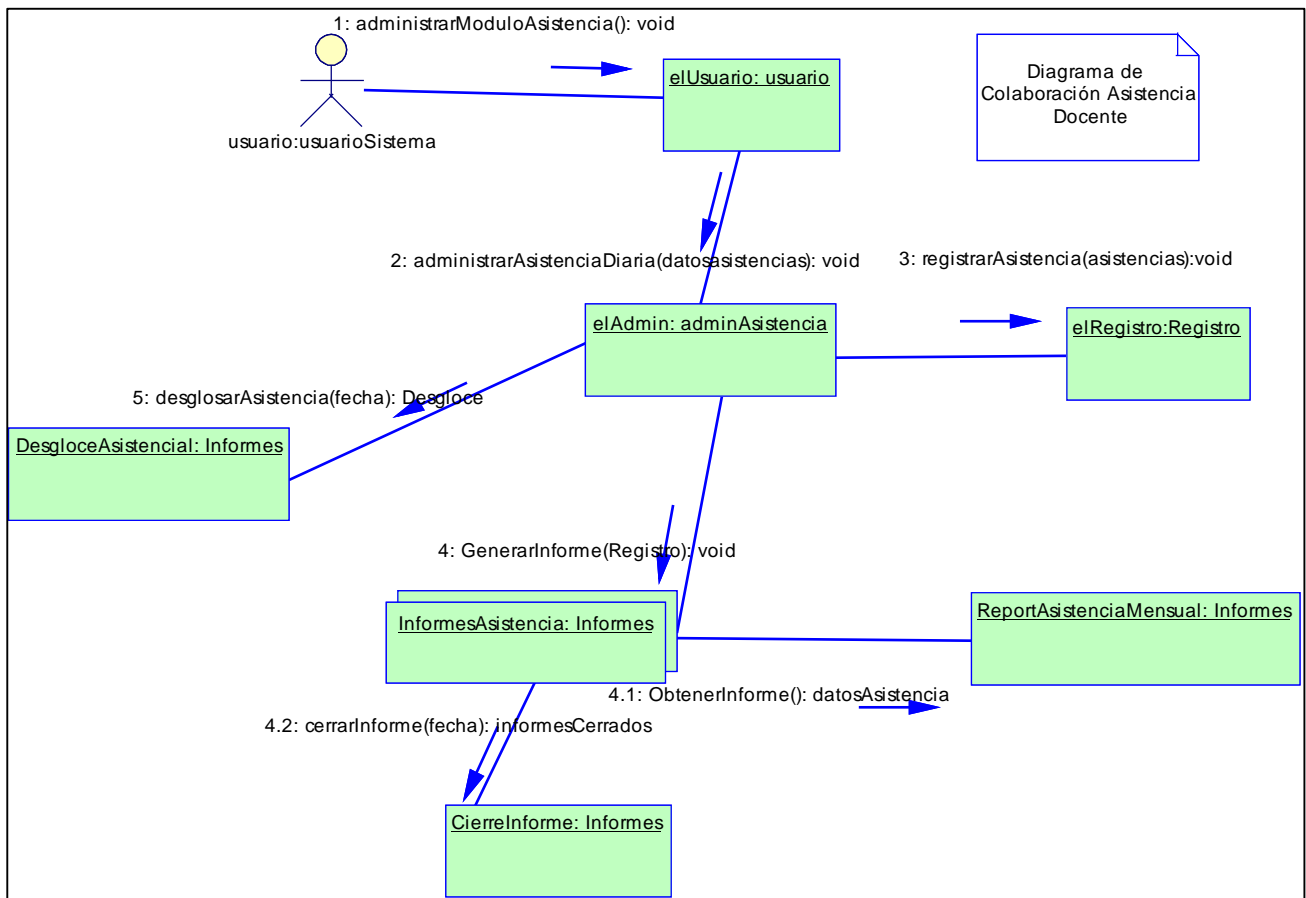 1: administrarModuloAsistencia(): void
elUsuario: usuario
Diagrama de
Colaboración Asistencia
Docente
usuario:usuarioSistema
2: administrarAsistenciaDiaria(datosasistencias): void
3: registrarAsistencia(asistencias):void
elAdmin: adminAsistencia
elRegistro:Registro
5: desglosarAsistencia(fecha): Desgloce
DesgloceAsistencial: Informes
4: GenerarInforme(Registro): void
InformesAsistencia: Informes
ReportAsistenciaMensual: Informes
4.1: ObtenerInforme(): datosAsistencia
4.2: cerrarInforme(fecha): informesCerrados
CierreInforme: Informes